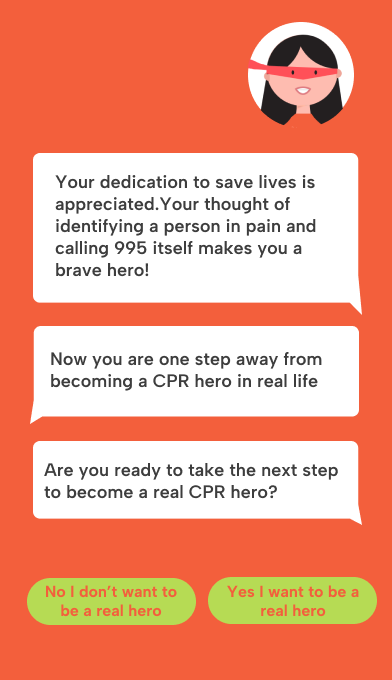 Your dedication to save lives is
appreciated.Your thought of
identifying a person in pain and
calling 995 itself makes you a
brave hero!
Now you are one step away from
becoming a CPR hero in real life
Are you ready to take the next step
to become a real CPR hero?
No I don’t want to
be a real hero
Yes I want to be a
real hero